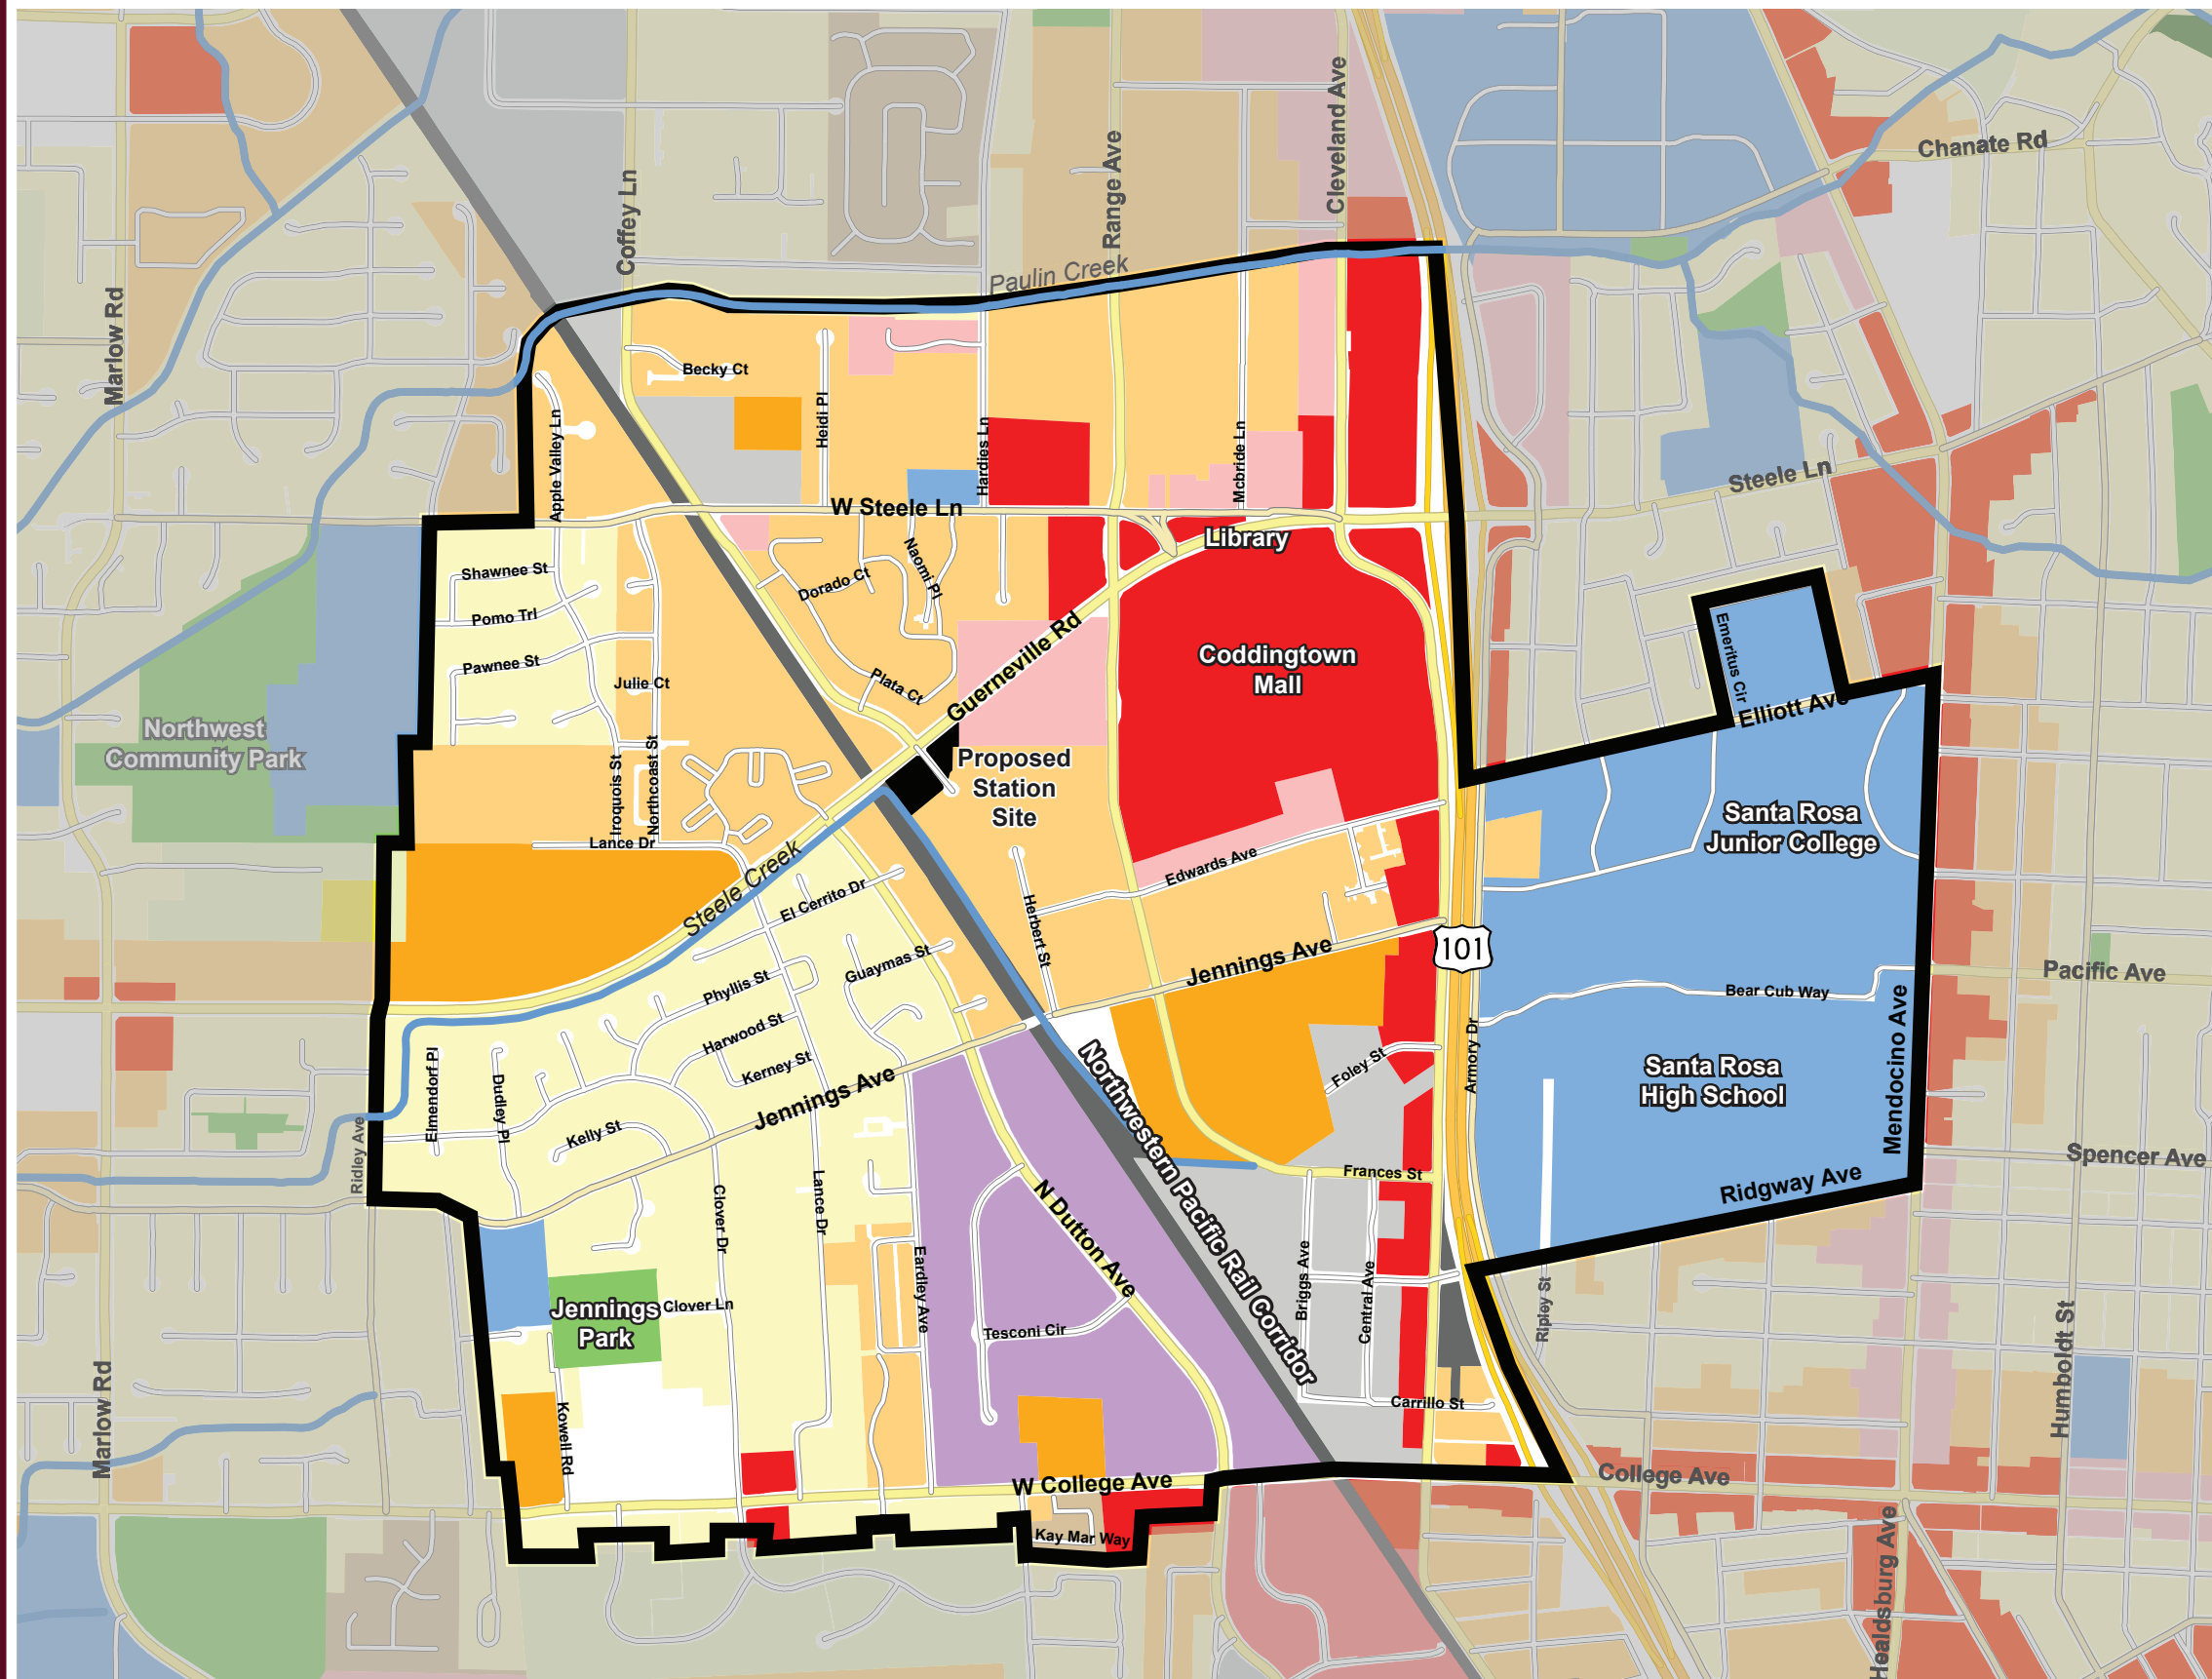 Chanate Rd
Cleveland Ave
Range Ave
Coffey Ln
Paulin Creek
Marlow Rd
Becky Ct
Heidi Pl
Hardies Ln
Mcbride Ln
Apple Valley Ln
Steele Ln
W Steele Ln
Library
Shawnee St
Pomo Trl
Pawnee St
Dorado Ct
Naomi Pl
Plata Ct
Julie Ct
Guerneville Rd
Coddingtown
Mall
Emeritus Cir
Elliott Ave
Northwest
Community Park
Iroquois St
Northcoast St
Lance Dr
Proposed
Station
Site
Santa Rosa
Junior College
Steele Creek
El Cerrito Dr
Edwards Ave
Herbert St
Jennings Ave
101
Guaymas St
Phyllis St
Harwood St
Kerney St
Pacific Ave
Bear Cub Way
Mendocino Ave
Armory Dr
Foley St
Santa Rosa
High School
Elmendorf Pl
Dudley Pl
Jennings Ave
Kelly St
Ridley Ave
Northwestern Pacific Rail Corridor
Frances St
Spencer Ave
Ridgway Ave
N Dutton Ave
Clover Dr
Lance Dr
Eardley Ave
Briggs Ave
Central Ave
Ripley St
Humboldt St
Jennings
Park
Clover Ln
Tesconi Cir
Marlow Rd
Kowell Rd
Carrillo St
W College Ave
College Ave
Kay Mar Way
Healdsburg Ave